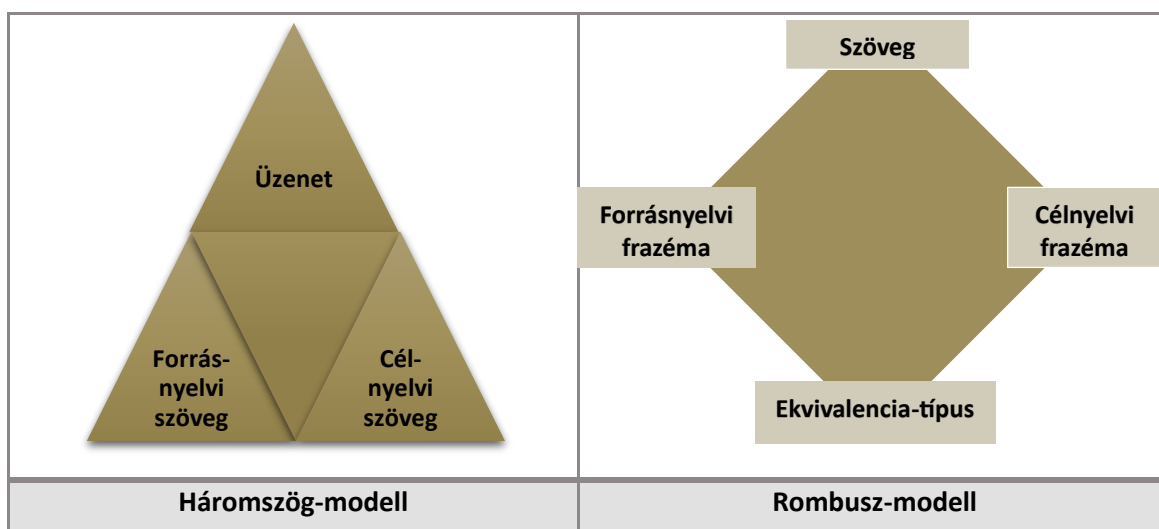 Üzenet
Forrás-
nyelvi
szöveg
Cél-
nyelvi
szöveg
Háromszög-modell
Szöveg
Forrásnyelvi
frazéma
Célnyelvi
frazéma
Ekvivalencia-típus
Rombusz-modell